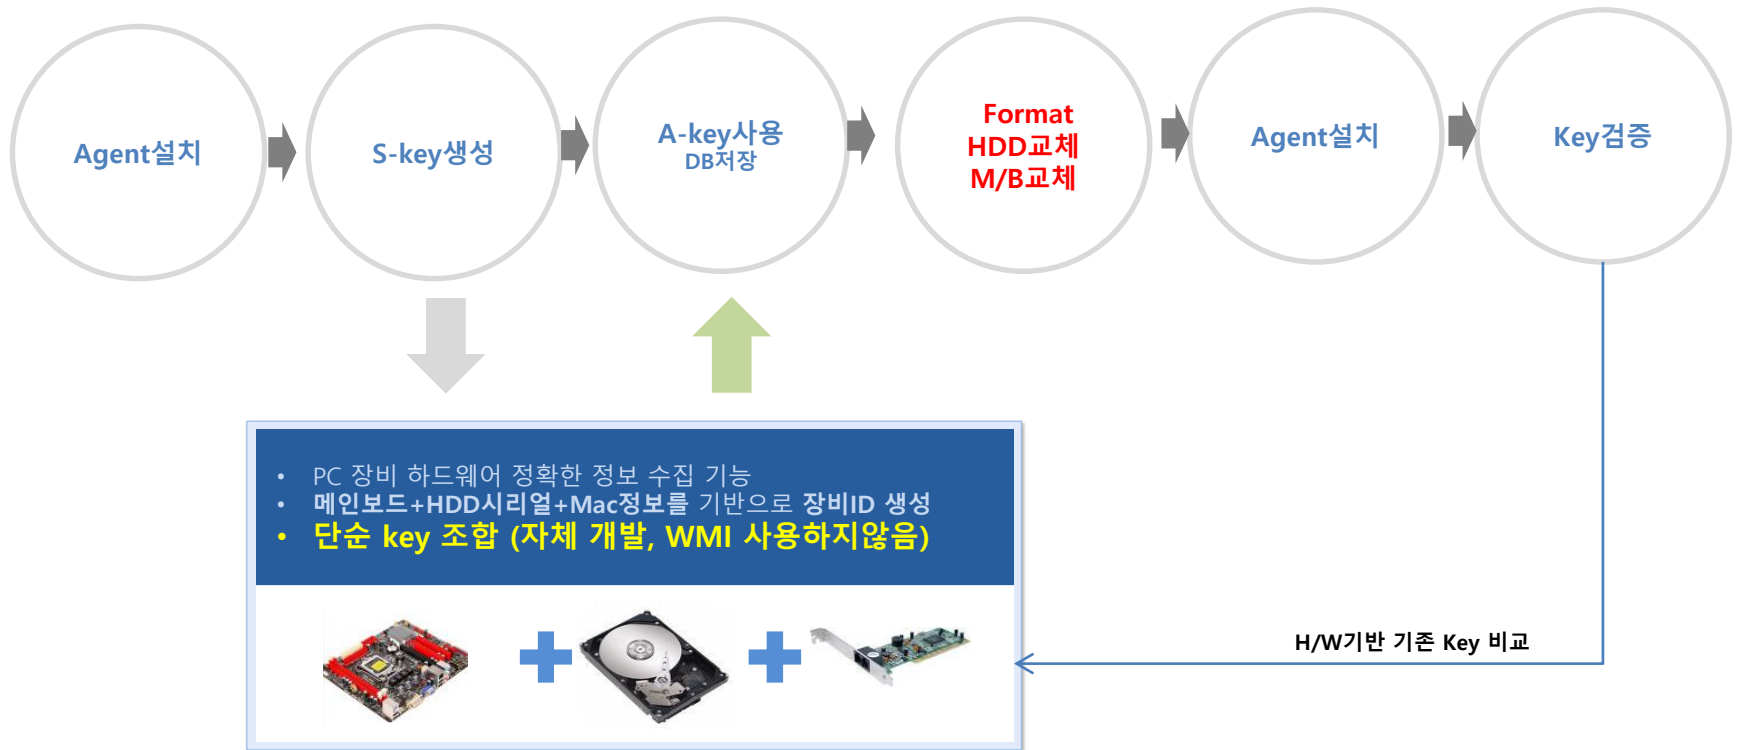 Agent설치
S-key생성
A-key사용
DB저장
Format
HDD교체
M/B교체
Agent설치
Key검증
• PC 장비 하드웨어 정확한 정보 수집 기능
• 메인보드+HDD시리얼+Mac정보를 기반으로 장비ID 생성
• 단순 key 조합 (자체 개발, WMI 사용하지않음)
H/W기반 기존 Key 비교